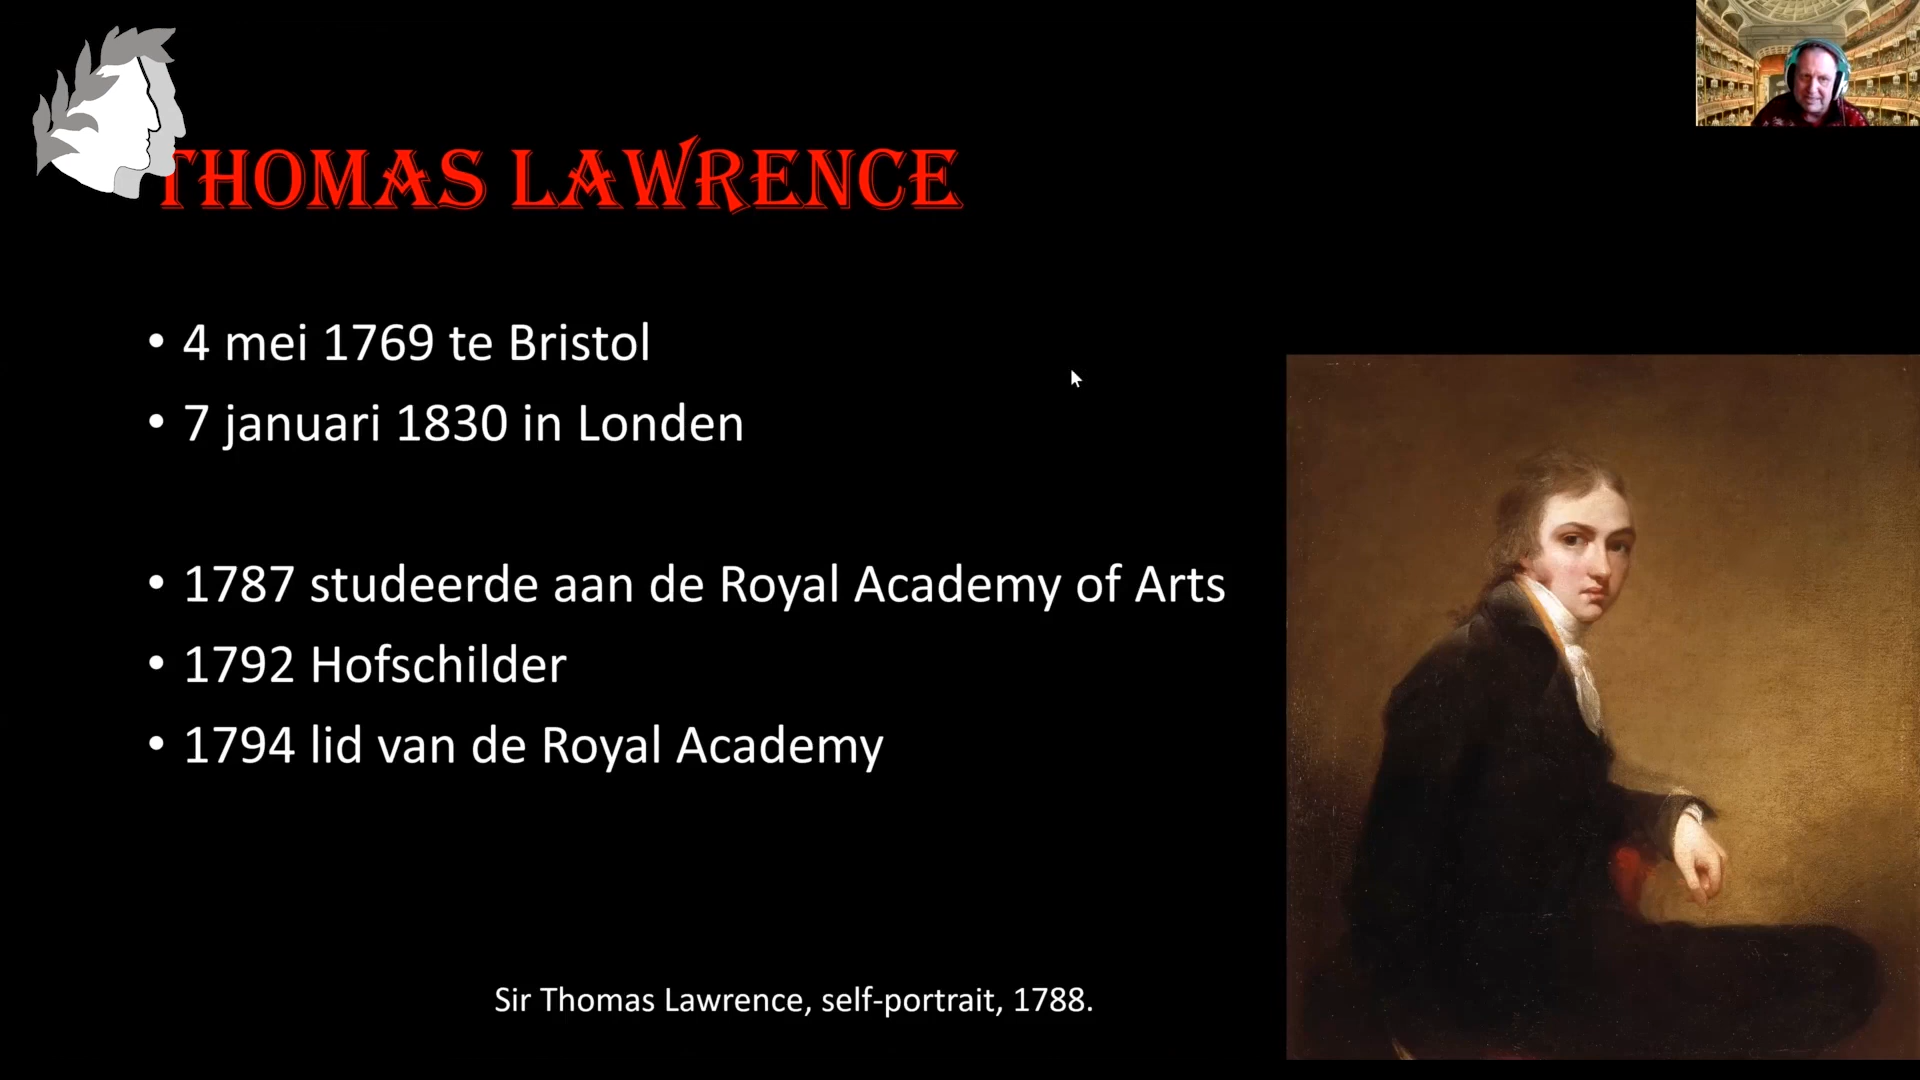 THOMAS LAWRENCE
• 4 mei 1769 te Bristol
• 7 januari 1830 in Londen
• 1787 studeerde aan de Royal Academy of Arts
• 1792 Hofschilder
• 1794 lid van de Royal Academy
Sir Thomas Lawrence, self-portrait, 1788.